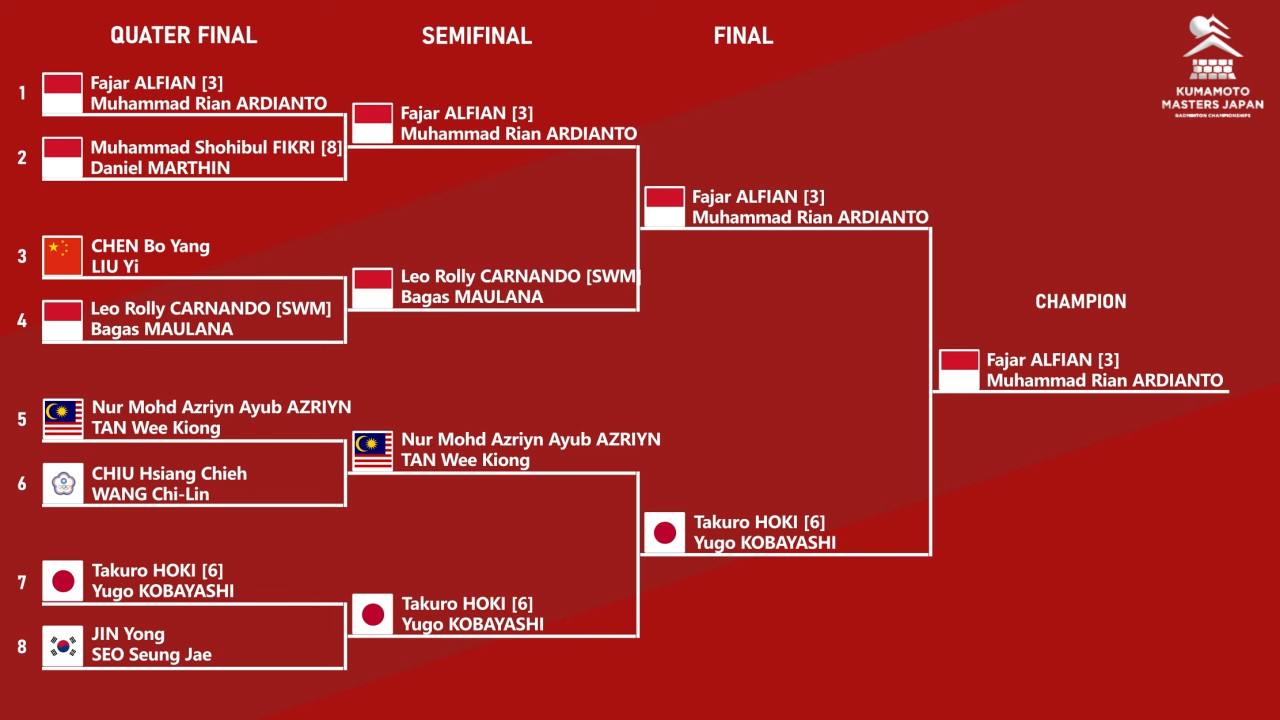 QUATER FINAL
SEMIFINAL
FINAL
KUMAMOTO
MASTERS JAPAN
BADMINTON CHAMPIONSHIPS
1
Fajar ALFIAN [3]
Muhammad Rian ARDIANTO
2
Muhammad Shohibul FIKRI [8]
Daniel MARTHIN
3
CHEN Bo Yang
LIU Yi
4
Leo Rolly CARNANDO [SWM]
Bagas MAULANA
5
Nur Mohd Azriyn Ayub AZRIYN
TAN Wee Kiong
6
CHIU Hsiang Chieh
WANG Chi-Lin
7
Takuro HOKI [6]
Yugo KOBAYASHI
8
JIN Yong
SEO Seung Jae
Fajar ALFIAN [3]
Muhammad Rian ARDIANTO
Leo Rolly CARNANDO [SWM]
Bagas MAULANA
Nur Mohd Azriyn Ayub AZRIYN
TAN Wee Kiong
Takuro HOKI [6]
Yugo KOBAYASHI
Fajar ALFIAN [3]
Muhammad Rian ARDIANTO
Takuro HOKI [6]
Yugo KOBAYASHI
CHAMPION
Fajar ALFIAN [3]
Muhammad Rian ARDIANTO